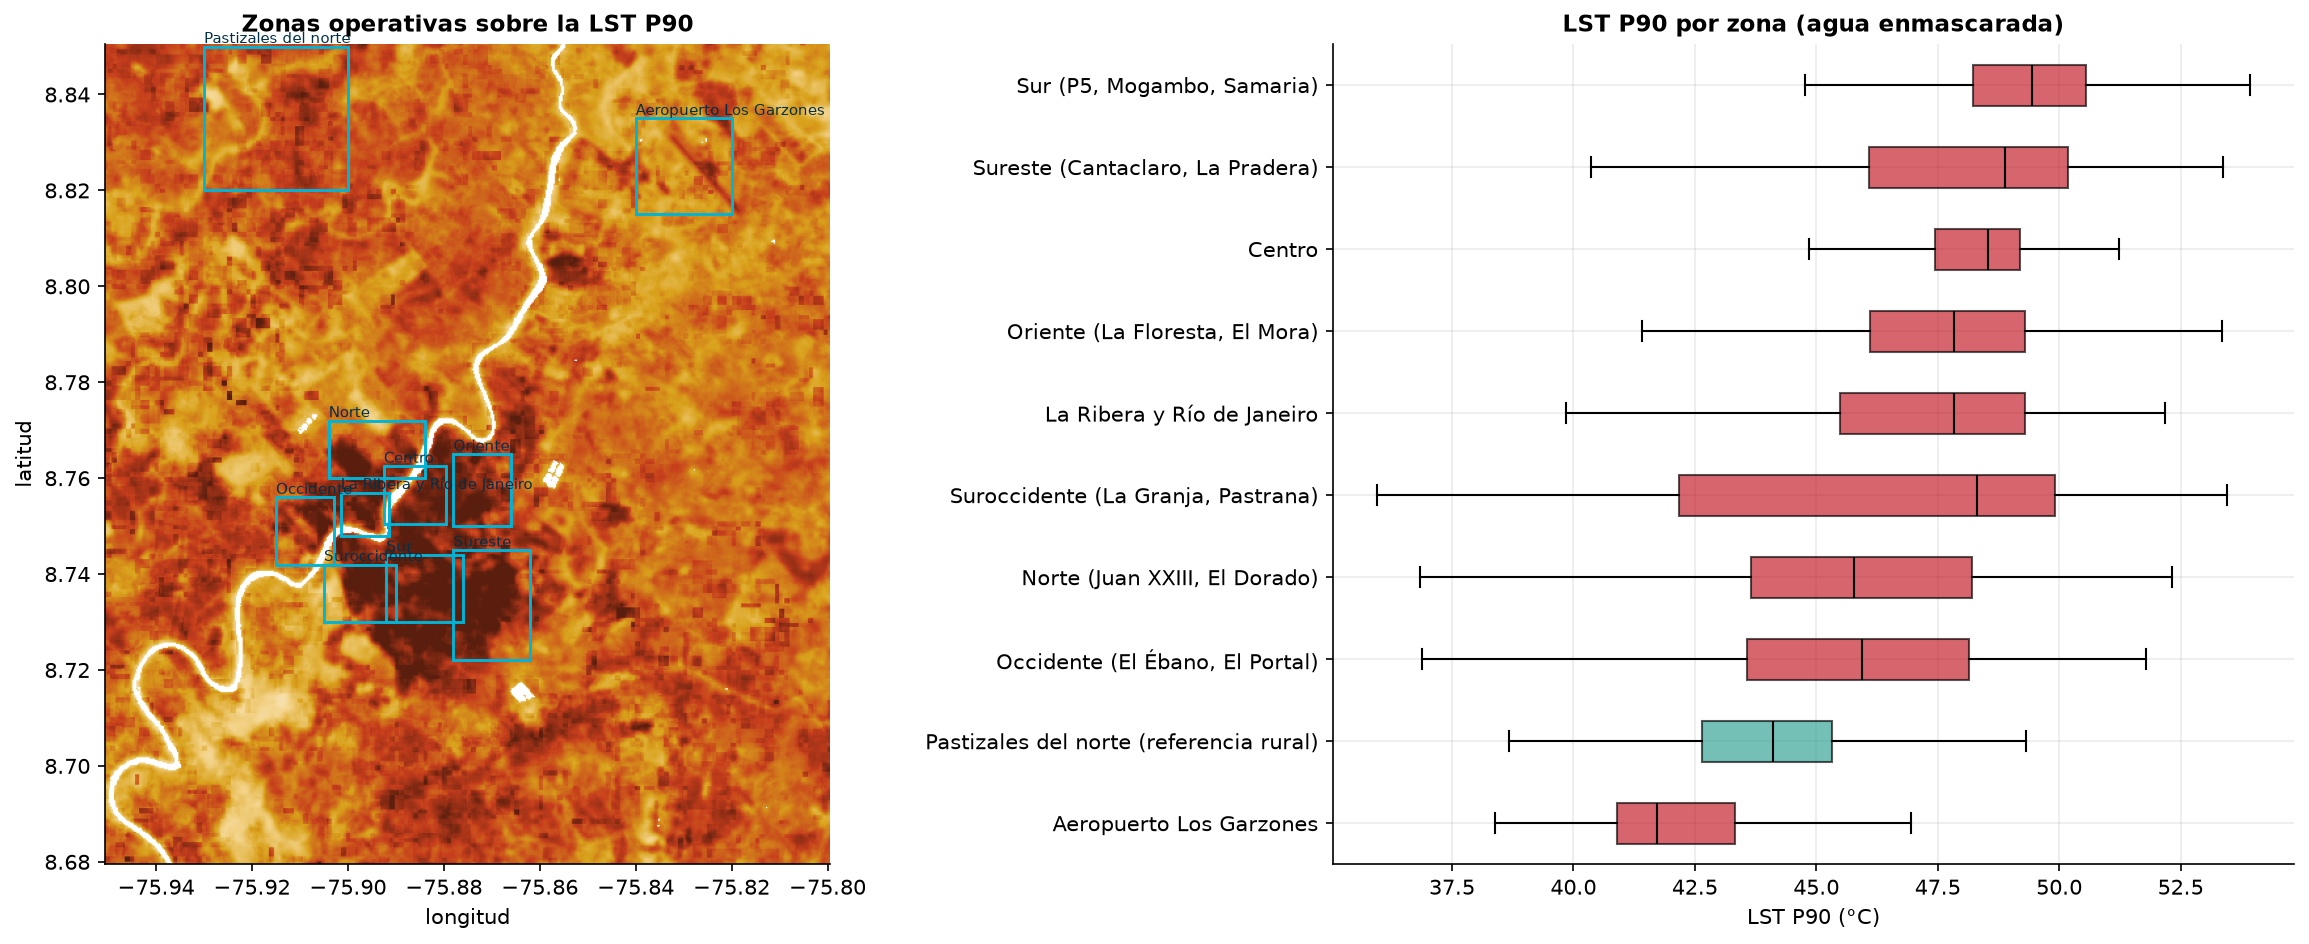 Zonas operativas sobre la LST P90
Pastizales del norte
Aeropuerto Los Garzones
Norte
Oriente
Centro
La Ribera y Río de Janeiro
Occidente
Sur
Sureste
Suroccidente
latitud
8.84
8.82
8.80
8.78
8.76
8.74
8.72
8.70
8.68
−75.94 −75.92 −75.90 −75.88 −75.86 −75.84 −75.82 −75.80
longitud
LST P90 por zona (agua enmascarada)
Sur (P5, Mogambo, Samaria)
Sureste (Cantaclaro, La Pradera)
Centro
Oriente (La Floresta, El Mora)
La Ribera y Río de Janeiro
Suroccidente (La Granja, Pastrana)
Norte (Juan XXIII, El Dorado)
Occidente (El Ébano, El Portal)
Pastizales del norte (referencia rural)
Aeropuerto Los Garzones
37.5 40.0 42.5 45.0 47.5 50.0 52.5
LST P90 (°C)